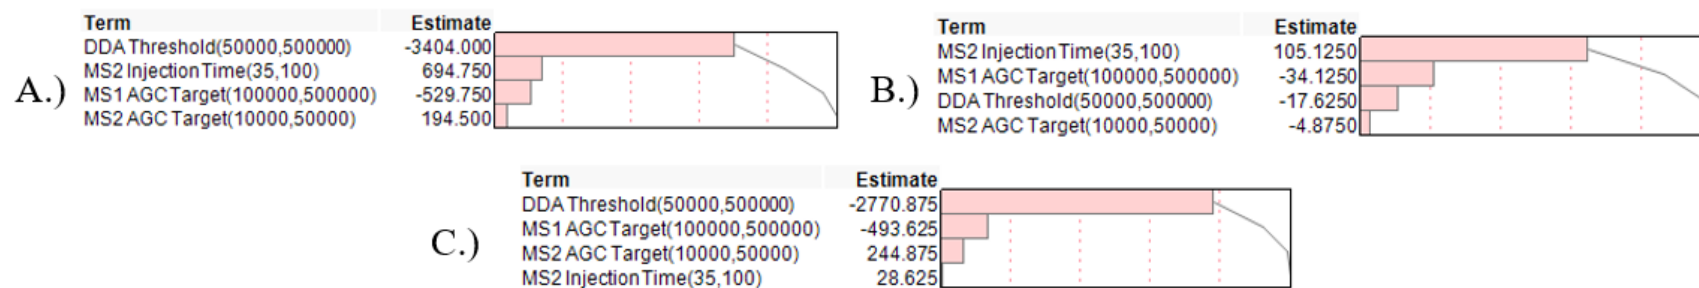 A.)
Term Estimate
DDA Threshold(50000,500000) -3404.000
MS2 Injection Time(35,100) 694.750
MS1 AGC Target(100000,500000) -529.750
MS2 AGC Target(10000,50000) 194.500
B.)
Term Estimate
MS2 Injection Time(35,100) 105.1250
MS1 AGC Target(100000,500000) -34.1250
DDA Threshold(50000,500000) -17.6250
MS2 AGC Target(10000,50000) -4.8750
C.)
Term Estimate
DDA Threshold(50000,500000) -2770.875
MS1 AGC Target(100000,500000) -493.625
MS2 AGC Target(10000,50000) 244.875
MS2 Injection Time(35,100) 28.625